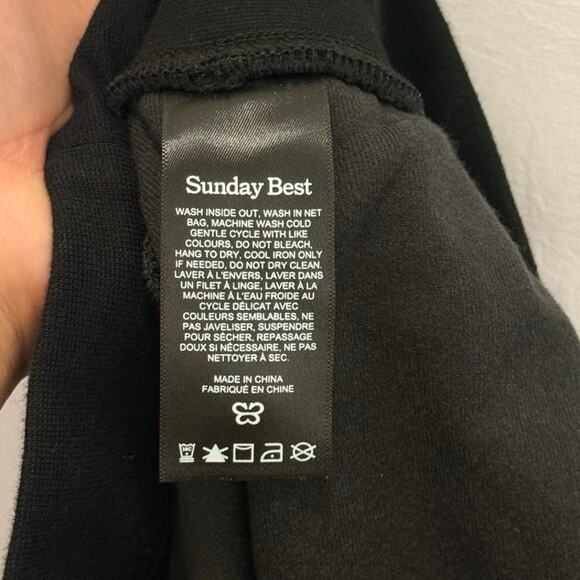 Sunday Best
WASH INSIDE OUT, WASH IN NET
BAG, MACHINE WASH COLD
GENTLE CYCLE WITH LIKE
COLOURS, DO NOT BLEACH,
HANG TO DRY, COOL IRON ONLY
IF NEEDED, DO NOT DRY CLEAN.
LAVER À L'ENVERS, LAVER DANS
UN FILET À LINGE, LAVER À LA
MACHINE À L'EAU FROIDE AU
CYCLE DÉLICAT AVEC
COULEURS SEMBLABLES, NE
PAS JAVELISER, SUSPENDRE
POUR SÉCHER, REPASSAGE
DOUX SI NÉCESSAIRE, NE PAS
NETTOYER À SEC.
MADE IN CHINA
FABRIQUÉ EN CHINE